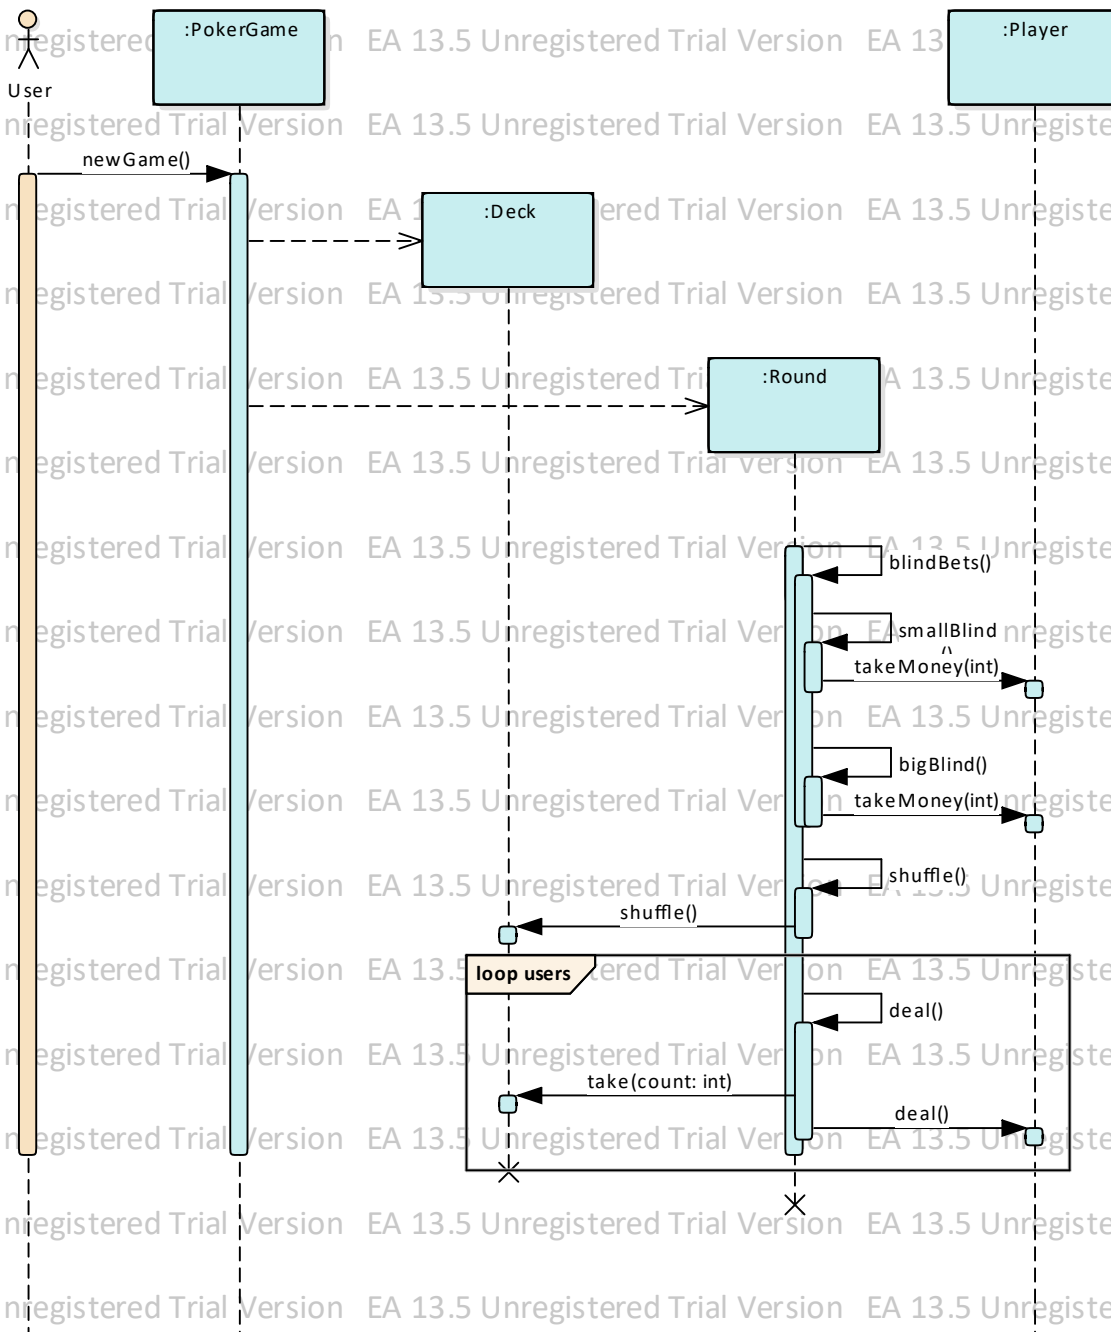 :PokerGame
:Player
User
newGame()
:Deck
:Round
blindBets()
smallBlind
()
takeMoney(int)
bigBlind()
takeMoney(int)
shuffle()
shuffle()
loop users
deal()
take(count: int)
deal()
EA 13.5 Unregistered Trial Version